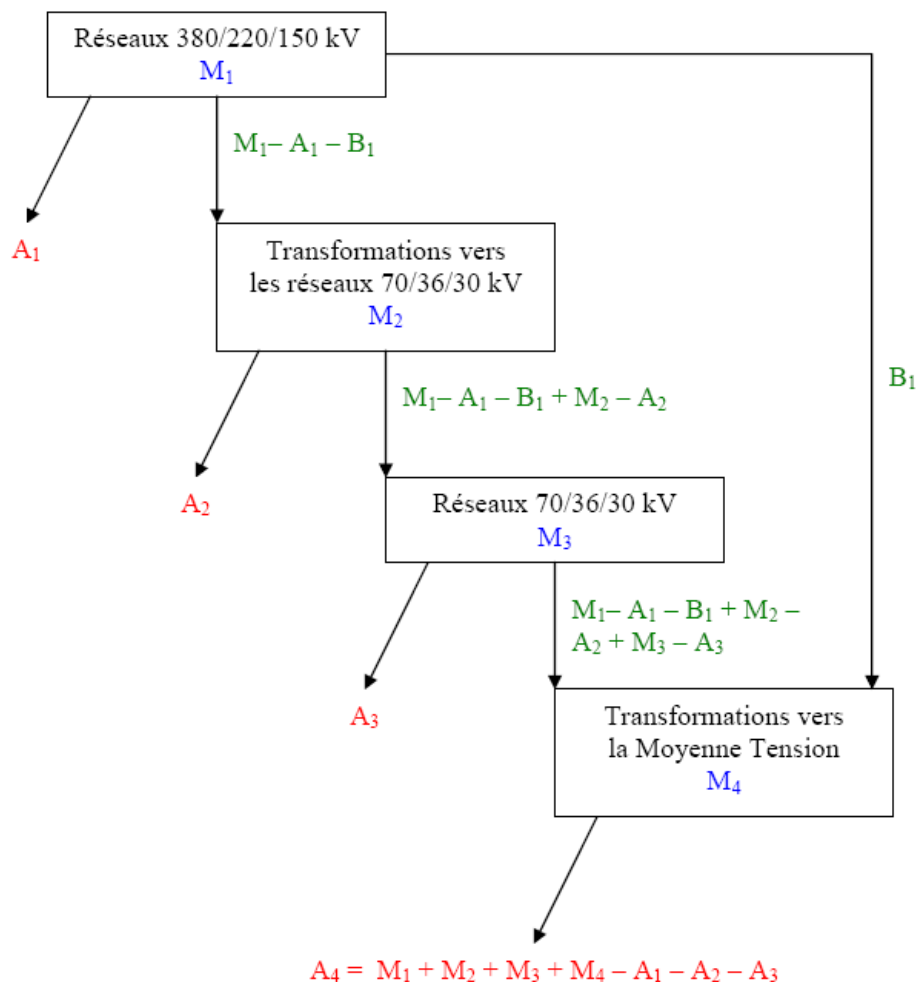 Réseaux 380/220/150 kV
M₁
M₁– A₁ – B₁
A₁
Transformations vers
les réseaux 70/36/30 kV
M₂
B₁
M₁– A₁ – B₁ + M₂ – A₂
A₂
Réseaux 70/36/30 kV
M₃
M₁– A₁ – B₁ + M₂ –
A₂ + M₃ – A₃
A₃
Transformations vers
la Moyenne Tension
M₄
A₄ = M₁ + M₂ + M₃ + M₄ – A₁ – A₂ – A₃